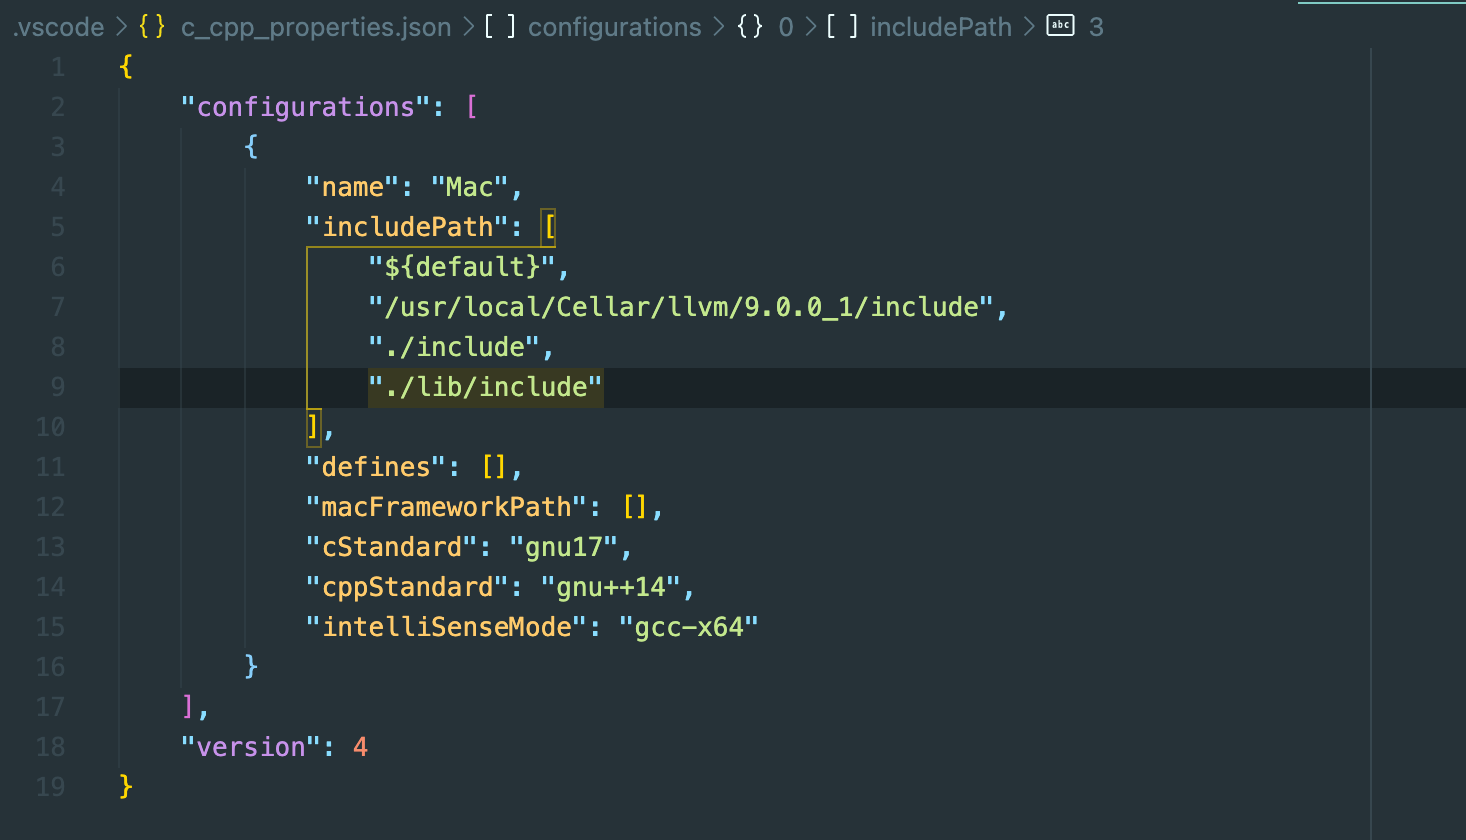 .vscode > {} c_cpp_properties.json > [ ] configurations > {} 0 > [ ] includePath > abc 3
1 {
2 "configurations": [
3 {
4 "name": "Mac",
5 "includePath": [
6 "${default}",
7 "/usr/local/Cellar/llvm/9.0.0_1/include",
8 "./include",
9 "./lib/include"
10 ],
11 "defines": [],
12 "macFrameworkPath": [],
13 "cStandard": "gnu17",
14 "cppStandard": "gnu++14",
15 "intelliSenseMode": "gcc-x64"
16 }
17 ],
18 "version": 4
19 }